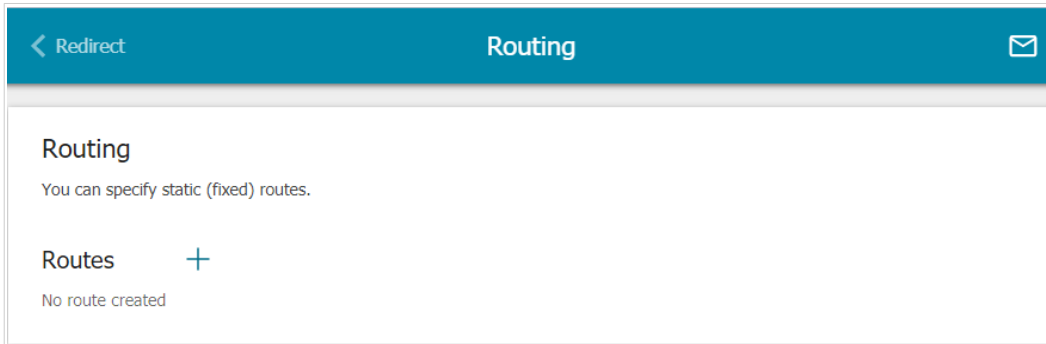 Redirect
Routing
Routing
You can specify static (fixed) routes.
Routes
No route created